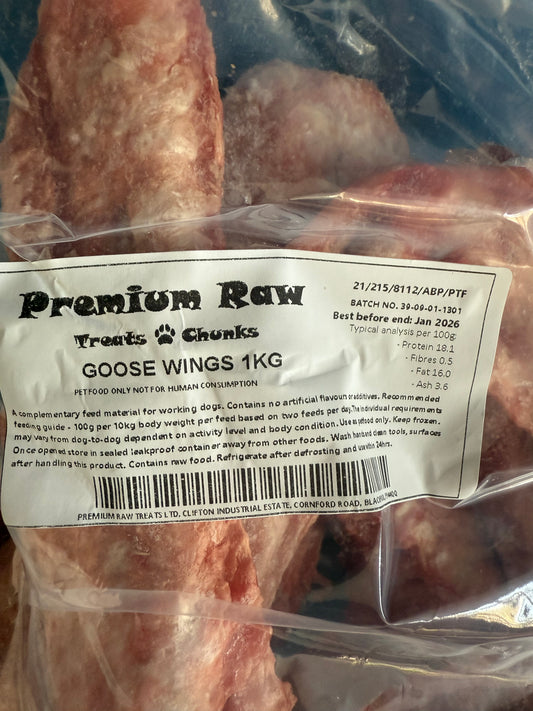 Premium Raw
Treats Chunks
GOOSE WINGS 1KG
PET FOOD ONLY NOT FOR HUMAN CONSUMPTION
21/215/8112/ABP/PTF
BATCH NO. 39-09-01-1301
Best before end: Jan 2026
Typical analysis per 100g:
- Protein 18.1
- Fibres 0.5
- Fat 16.0
- Ash 3.6
A complementary feed material for working dogs. Contains no artificial flavours or additives. Recommended
feeding guide - 100g per 10kg body weight per feed based on two feeds per day. The individual requirements
may vary from dog-to-dog dependent on activity level and body condition. Use as pet food only. Keep frozen.
Once opened store in sealed leakproof container away from other foods. Wash hands and clean tools, surfaces
after handling this product. Contains raw food. Refrigerate after defrosting and use within 24hrs.
PREMIUM RAW TREATS LTD. CLIFTON INDUSTRIAL ESTATE, CORNFORD ROAD,